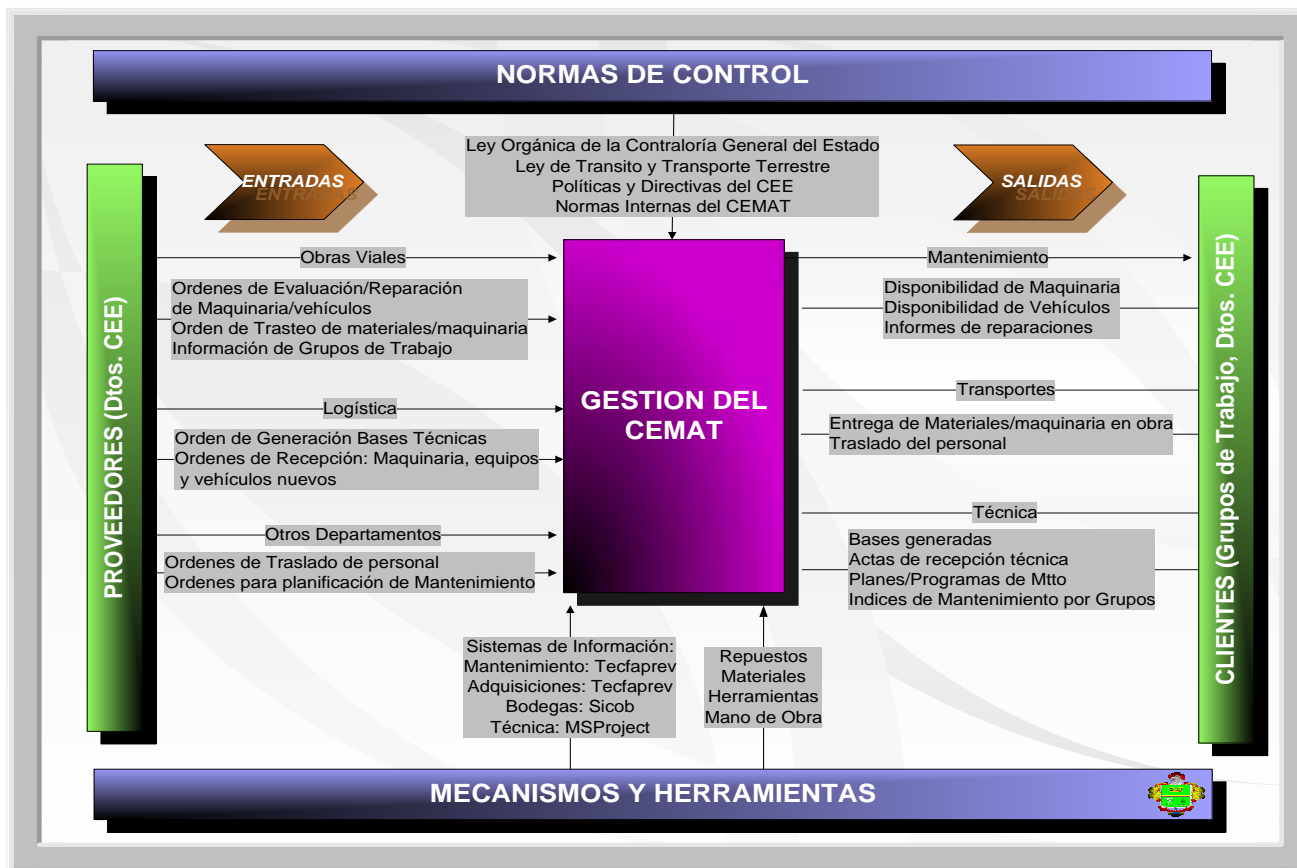 NORMAS DE CONTROL
Ley Orgánica de la Contraloría General del Estado
Ley de Transito y Transporte Terrestre
Políticas y Directivas del CEE
Normas Internas del CEMAT
ENTRADAS
SALIDAS
PROVEEDORES (Dtos. CEE)
Obras Viales
Ordenes de Evaluación/Reparación
de Maquinaria/vehículos
Orden de Trasteo de materiales/maquinaria
Información de Grupos de Trabajo
Logística
Orden de Generación Bases Técnicas
Ordenes de Recepción: Maquinaria, equipos
y vehículos nuevos
Otros Departamentos
Ordenes de Traslado de personal
Ordenes para planificación de Mantenimiento
GESTION DEL
CEMAT
Mantenimiento
Disponibilidad de Maquinaria
Disponibilidad de Vehículos
Informes de reparaciones
Transportes
Entrega de Materiales/maquinaria en obra
Traslado del personal
Técnica
Bases generadas
Actas de recepción técnica
Planes/Programas de Mtto
Indices de Mantenimiento por Grupos
CLIENTES (Grupos de Trabajo, Dtos. CEE)
Sistemas de Información:
Mantenimiento: Tecfaprev
Adquisiciones: Tecfaprev
Bodegas: Sicob
Técnica: MSProject
Repuestos
Materiales
Herramientas
Mano de Obra
MECANISMOS Y HERRAMIENTAS